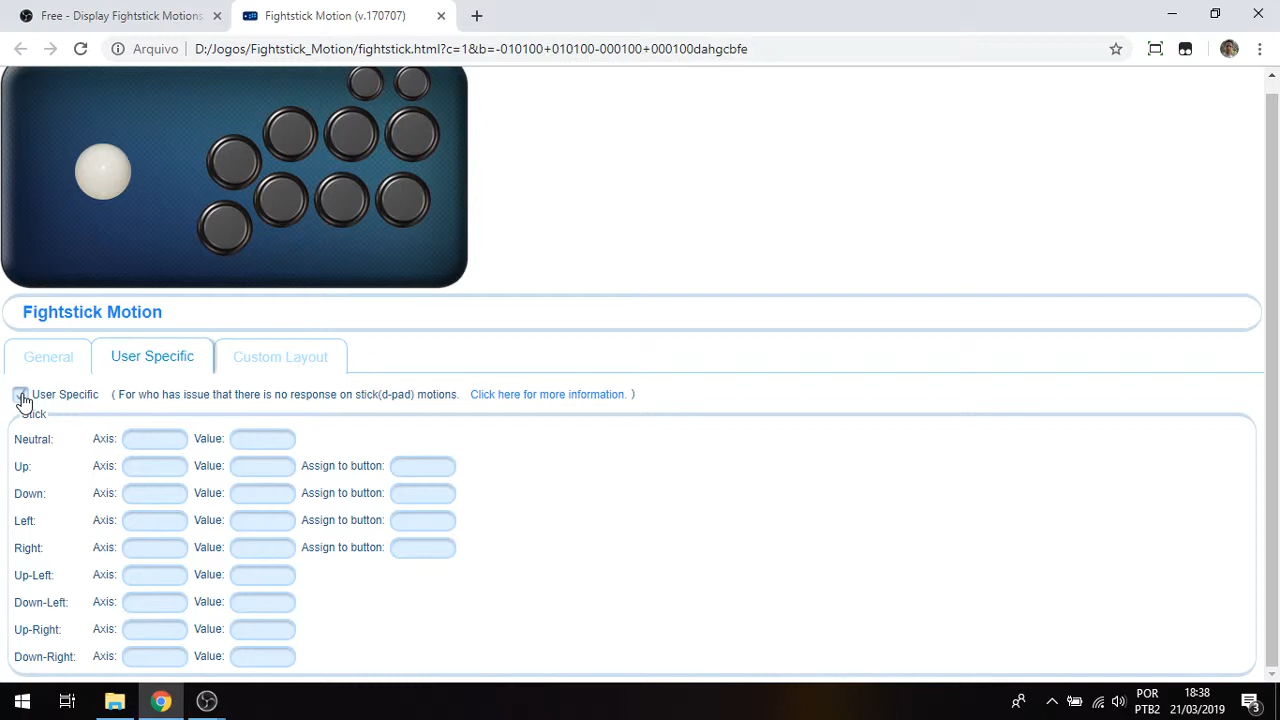 Free - Display Fightstick Motions
Fightstick Motion (v.170707)
Arquivo D:/Jogos/Fightstick_Motion/fightstick.html?c=1&b=-010100+010100-000100+000100dahgcbfe
Fightstick Motion
General User Specific Custom Layout
User Specific ( For who has issue that there is no response on stick(d-pad) motions. Click here for more information. )
Stick
Neutral: Axis: Value:
Up: Axis: Value: Assign to button:
Down: Axis: Value: Assign to button:
Left: Axis: Value: Assign to button:
Right: Axis: Value: Assign to button:
Up-Left: Axis: Value:
Down-Left: Axis: Value:
Up-Right: Axis: Value:
Down-Right: Axis: Value:
POR 18:38
PTB2 21/03/2019 3